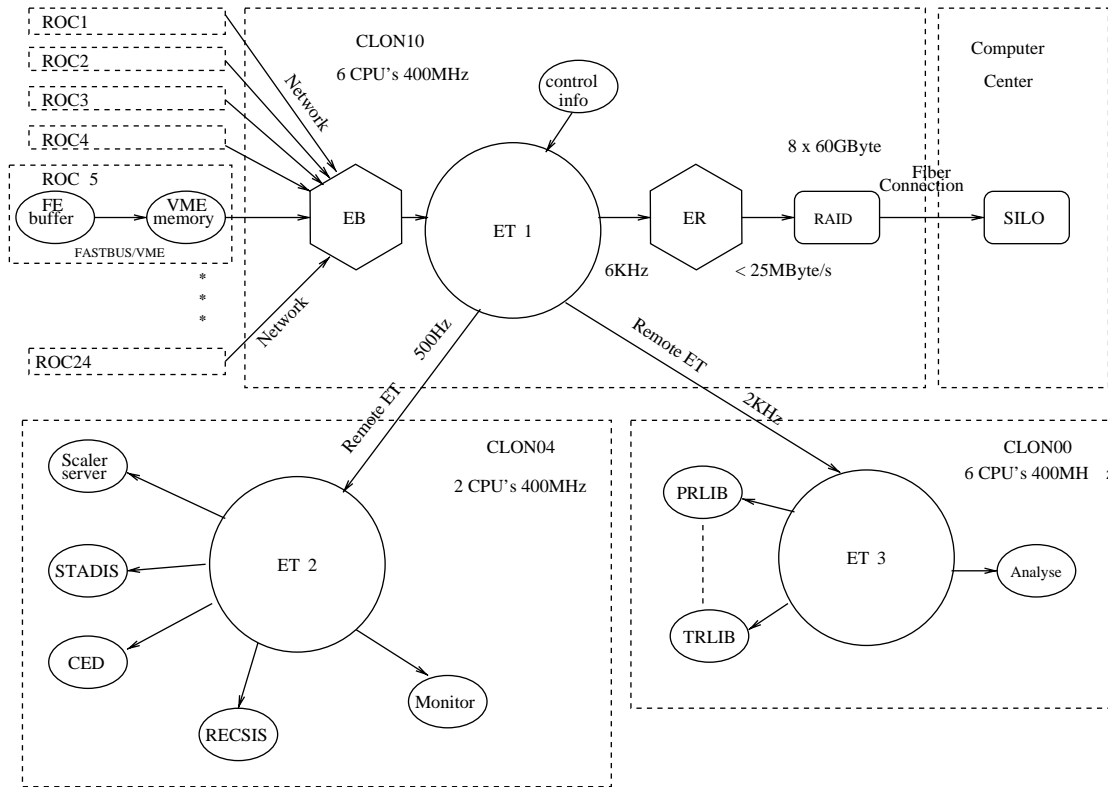 ROC1
ROC2
ROC3
ROC4
ROC 5
FE
buffer
VME
memory
FASTBUS/VME
*
*
*
ROC24
Network
Network
CLON10
6 CPU's 400MHz
control
info
EB
ET 1
ER
6KHz
< 25MByte/s
8 x 60GByte
RAID
Fiber
Connection
Computer
Center
SILO
500Hz
Remote ET
Remote ET
2KHz
CLON04
2 CPU's 400MHz
Scaler
server
STADIS
CED
RECSIS
Monitor
ET 2
CLON00
6 CPU's 400MH z
PRLIB
TRLIB
ET 3
Analyse